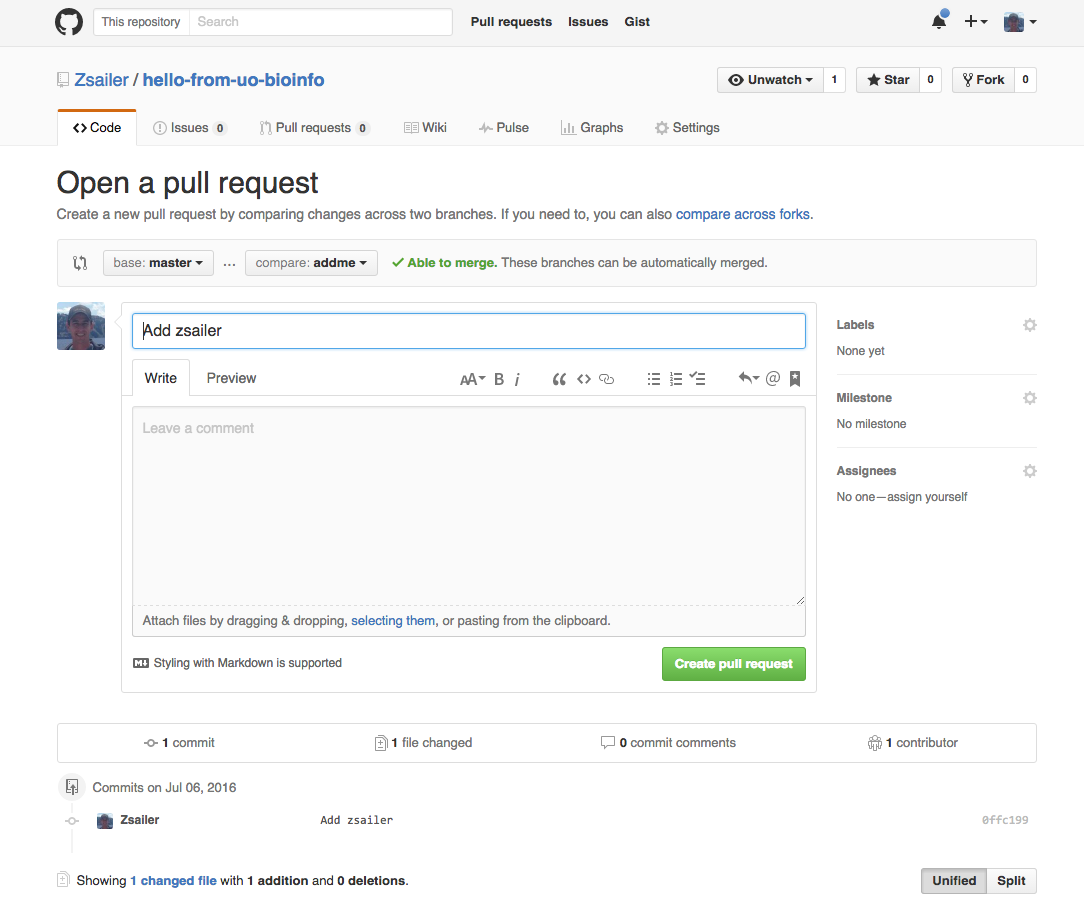 This repository Search Pull requests Issues Gist
Zsailer / hello-from-uo-bioinfo Unwatch 1 Star 0 Fork 0
Code Issues 0 Pull requests 0 Wiki Pulse Graphs Settings
Open a pull request
Create a new pull request by comparing changes across two branches. If you need to, you can also compare across forks.
base: master ... compare: addme Able to merge. These branches can be automatically merged.
Add zsailer
Write Preview AA B i
Leave a comment
Attach files by dragging & dropping, selecting them, or pasting from the clipboard.
Styling with Markdown is supported Create pull request
Labels
None yet
Milestone
No milestone
Assignees
No one—assign yourself
1 commit 1 file changed 0 commit comments 1 contributor
Commits on Jul 06, 2016
Zsailer Add zsailer 0ffc199
Showing 1 changed file with 1 addition and 0 deletions. Unified Split